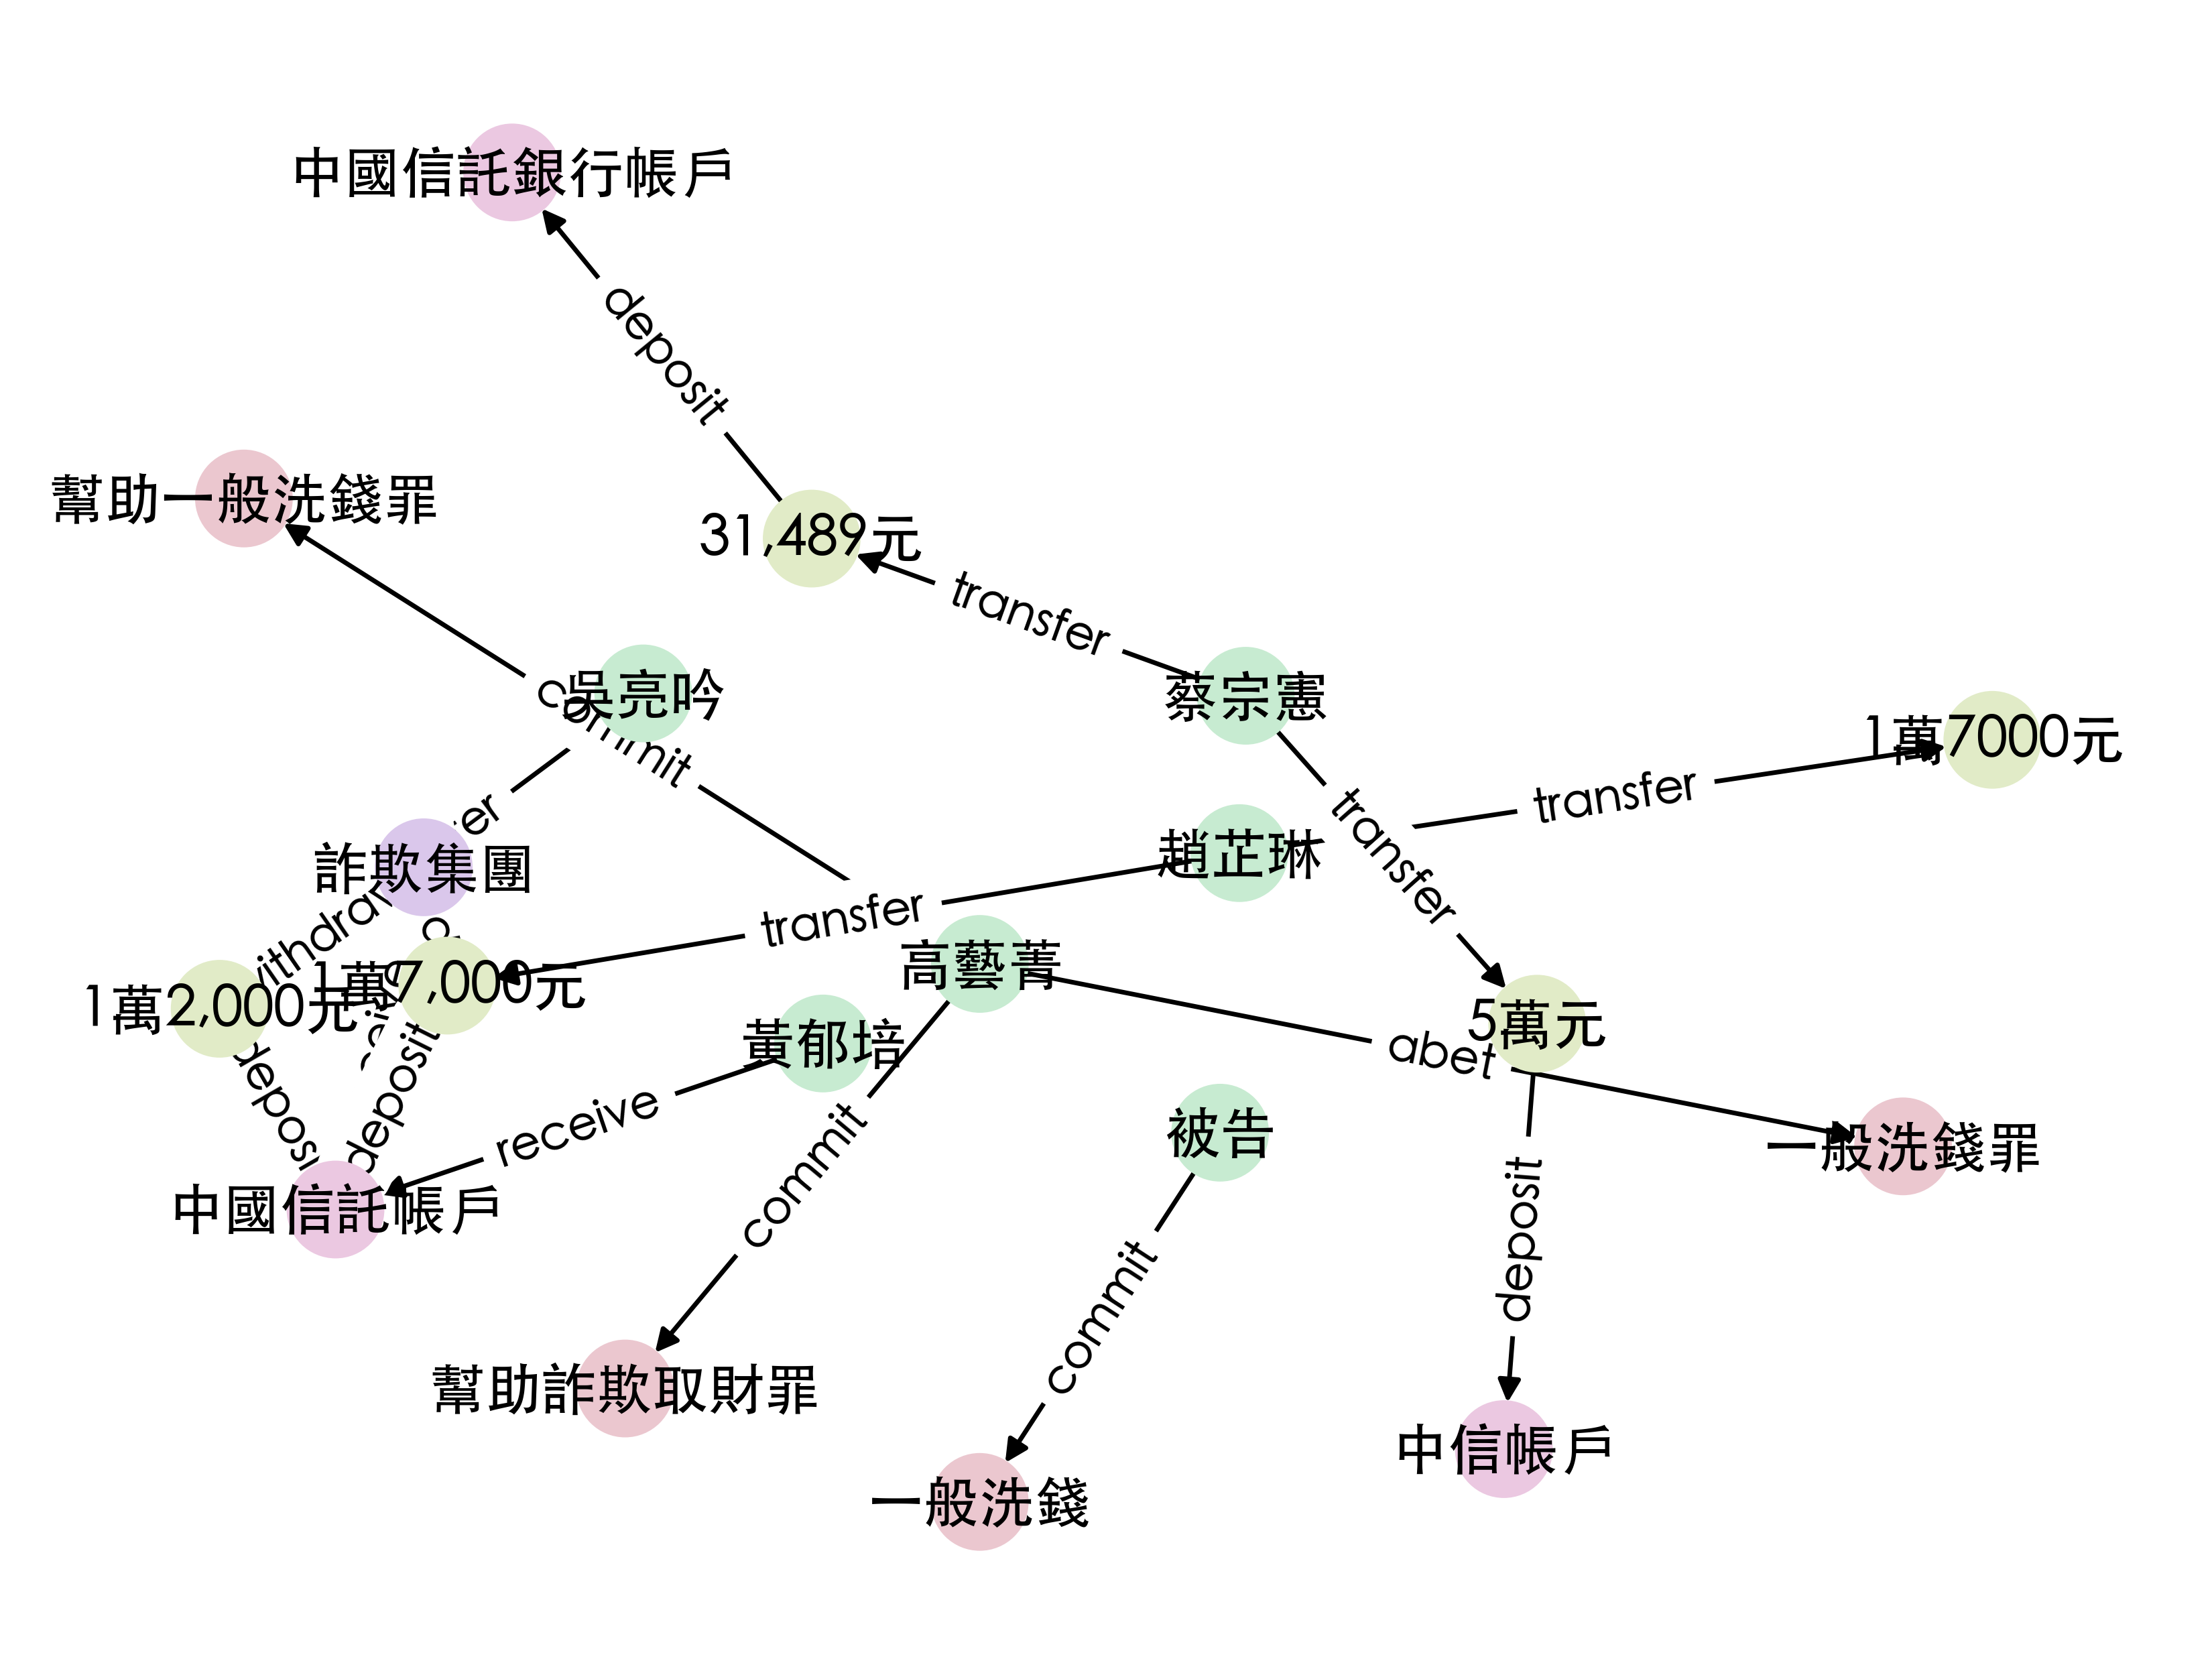 中國信託銀行帳戶
deposit
幫助一般洗錢罪
31,489元
transfer
吳亮吟
commit
蔡宗憲
1萬7000元
transfer
transfer
趙芷琳
詐欺集團
transfer
高藝菁
1萬2,000元
1萬7,000元
黃郁培
5萬元
abet
deposit
receive
被告
一般洗錢罪
中國信託帳戶
commit
commit
deposit
幫助詐欺取財罪
中信帳戶
一般洗錢